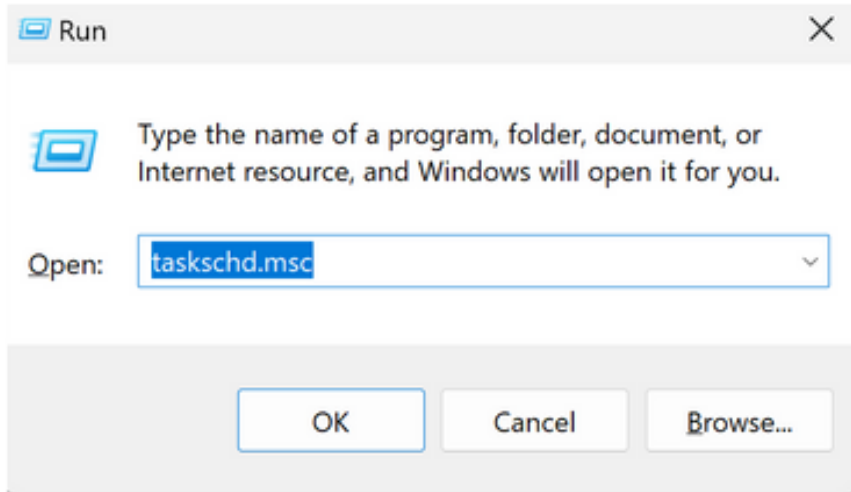 Run
Type the name of a program, folder, document, or
Internet resource, and Windows will open it for you.
Open: taskschd.msc
OK Cancel Browse...